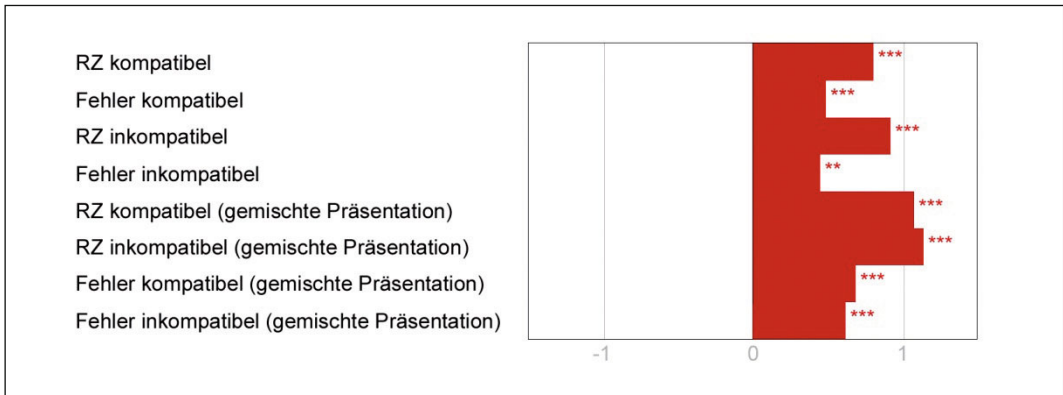 RZ kompatibel ***
Fehler kompatibel ***
RZ inkompatibel ***
Fehler inkompatibel **
RZ kompatibel (gemischte Präsentation) ***
RZ inkompatibel (gemischte Präsentation) ***
Fehler kompatibel (gemischte Präsentation) ***
Fehler inkompatibel (gemischte Präsentation) ***
-1 0 1